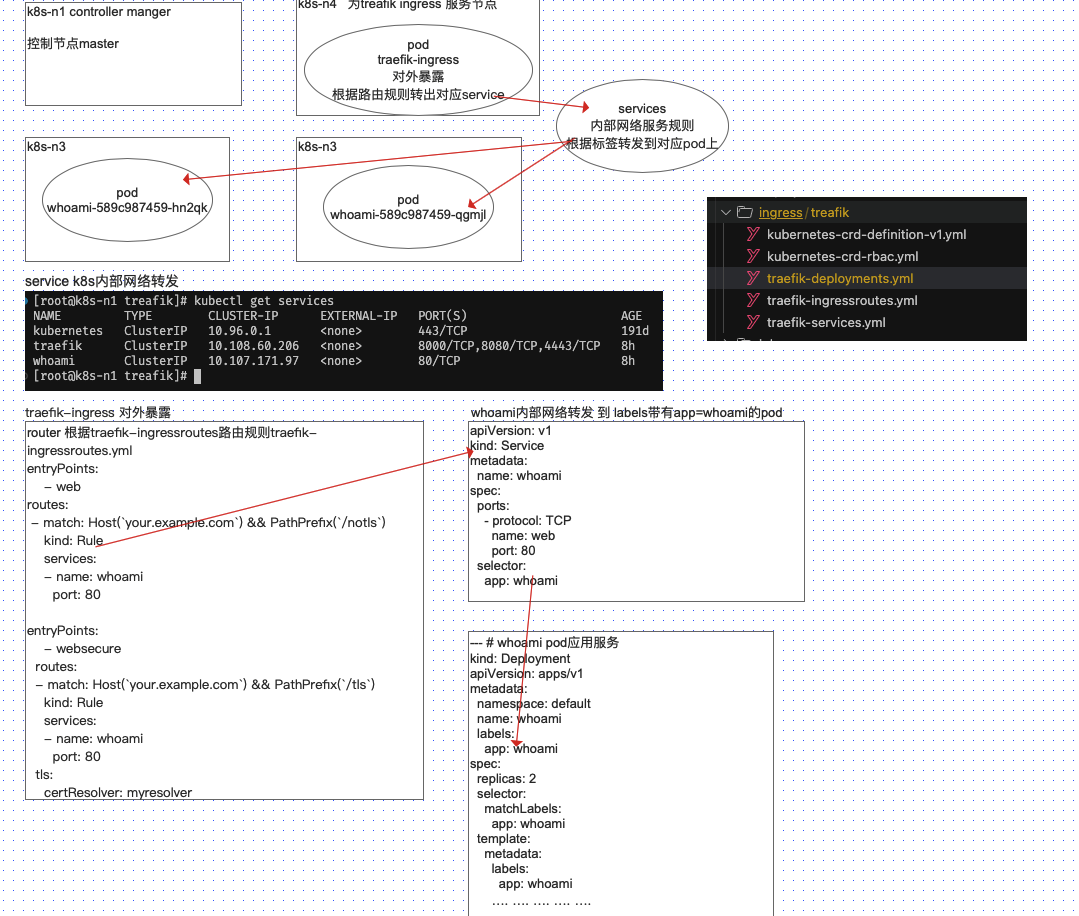 k8s-n1 controller manger
控制节点master
k8s-n4 为treafik ingress 服务节点
pod
traefik-ingress
对外暴露
根据路由规则转出对应service
services
内部网络服务规则
根据标签转发到对应pod上
k8s-n3
pod
whoami-589c987459-hn2qk
k8s-n3
pod
whoami-589c987459-qgmjl
ingress / treafik
kubernetes-crd-definition-v1.yml
kubernetes-crd-rbac.yml
traefik-deployments.yml
traefik-ingressroutes.yml
traefik-services.yml
service k8s内部网络转发
[root@k8s-n1 treafik]# kubectl get services
NAME TYPE CLUSTER-IP EXTERNAL-IP PORT(S) AGE
kubernetes ClusterIP 10.96.0.1 <none> 443/TCP 191d
traefik ClusterIP 10.108.60.206 <none> 8000/TCP,8080/TCP,4443/TCP 8h
whoami ClusterIP 10.107.171.97 <none> 80/TCP 8h
[root@k8s-n1 treafik]#
traefik-ingress 对外暴露
router 根据traefik-ingressroutes路由规则traefik-
ingressroutes.yml
entryPoints:
- web
routes:
- match: Host(`your.example.com`) && PathPrefix(`/notls`)
kind: Rule
services:
- name: whoami
port: 80
entryPoints:
- websecure
routes:
- match: Host(`your.example.com`) && PathPrefix(`/tls`)
kind: Rule
services:
- name: whoami
port: 80
tls:
certResolver: myresolver
whoami内部网络转发 到 labels带有app=whoami的pod
apiVersion: v1
kind: Service
metadata:
name: whoami
spec:
ports:
- protocol: TCP
name: web
port: 80
selector:
app: whoami
--- # whoami pod应用服务
kind: Deployment
apiVersion: apps/v1
metadata:
namespace: default
name: whoami
labels:
app: whoami
spec:
replicas: 2
selector:
matchLabels:
app: whoami
template:
metadata:
labels:
app: whoami
.... .... .... .... ....